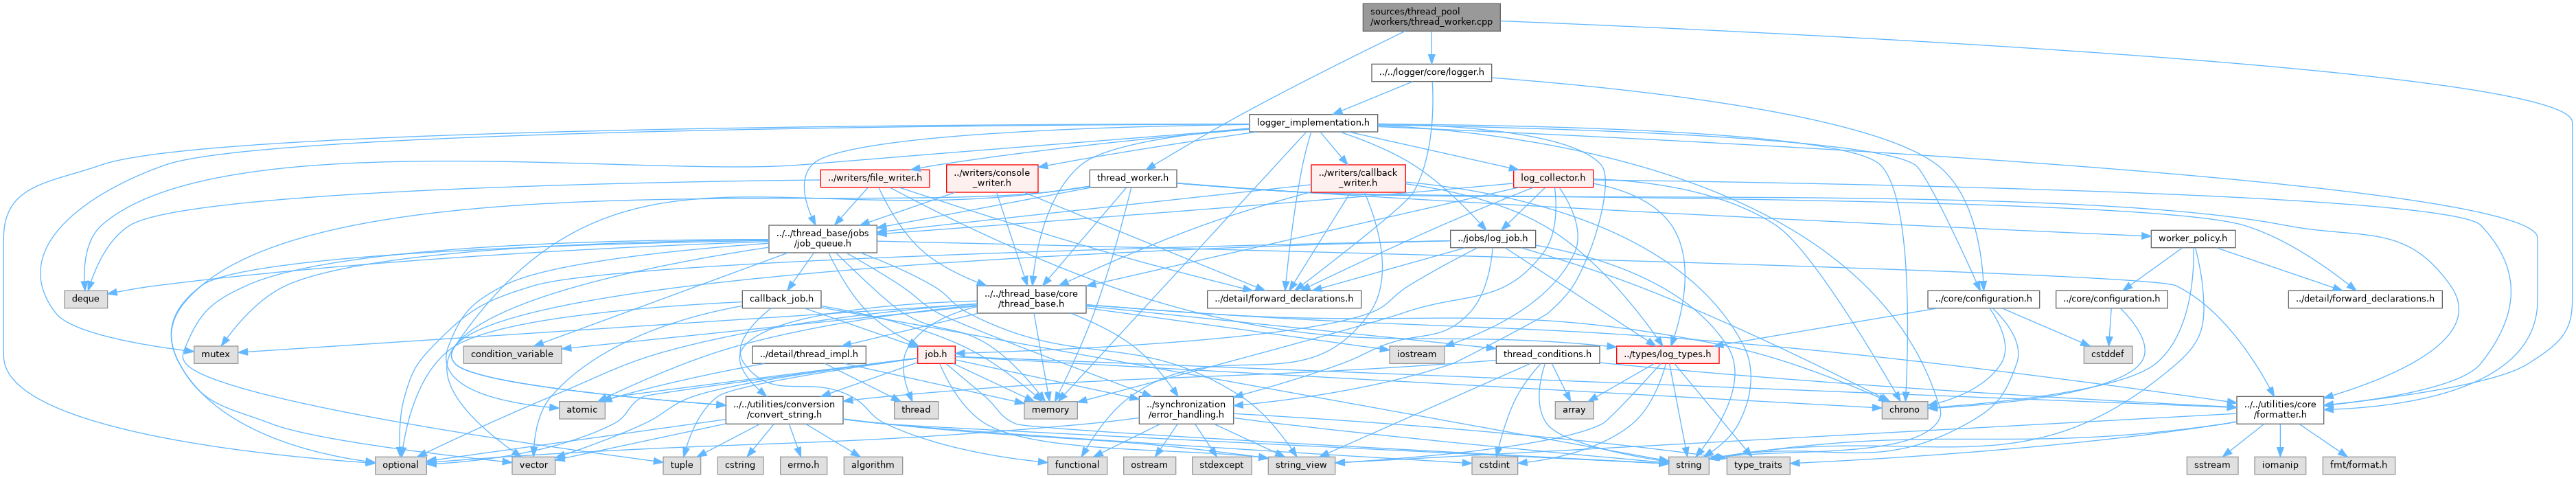 sources/thread_pool
/workers/thread_worker.cpp
../../logger/core/logger.h
logger_implementation.h
../writers/file_writer.h
../writers/console
_writer.h
thread_worker.h
../writers/callback
_writer.h
log_collector.h
../../thread_base/jobs
/job_queue.h
../jobs/log_job.h
worker_policy.h
deque
callback_job.h
../../thread_base/core
/thread_base.h
../detail/forward_declarations.h
../core/configuration.h
../core/configuration.h
../detail/forward_declarations.h
mutex
condition_variable
../detail/thread_impl.h
job.h
iostream
thread_conditions.h
../types/log_types.h
cstddef
atomic
../../utilities/conversion
/convert_string.h
thread
memory
../synchronization
/error_handling.h
array
chrono
../../utilities/core
/formatter.h
optional
vector
tuple
cstring
errno.h
algorithm
functional
ostream
stdexcept
string_view
cstdint
string
type_traits
sstream
iomanip
fmt/format.h